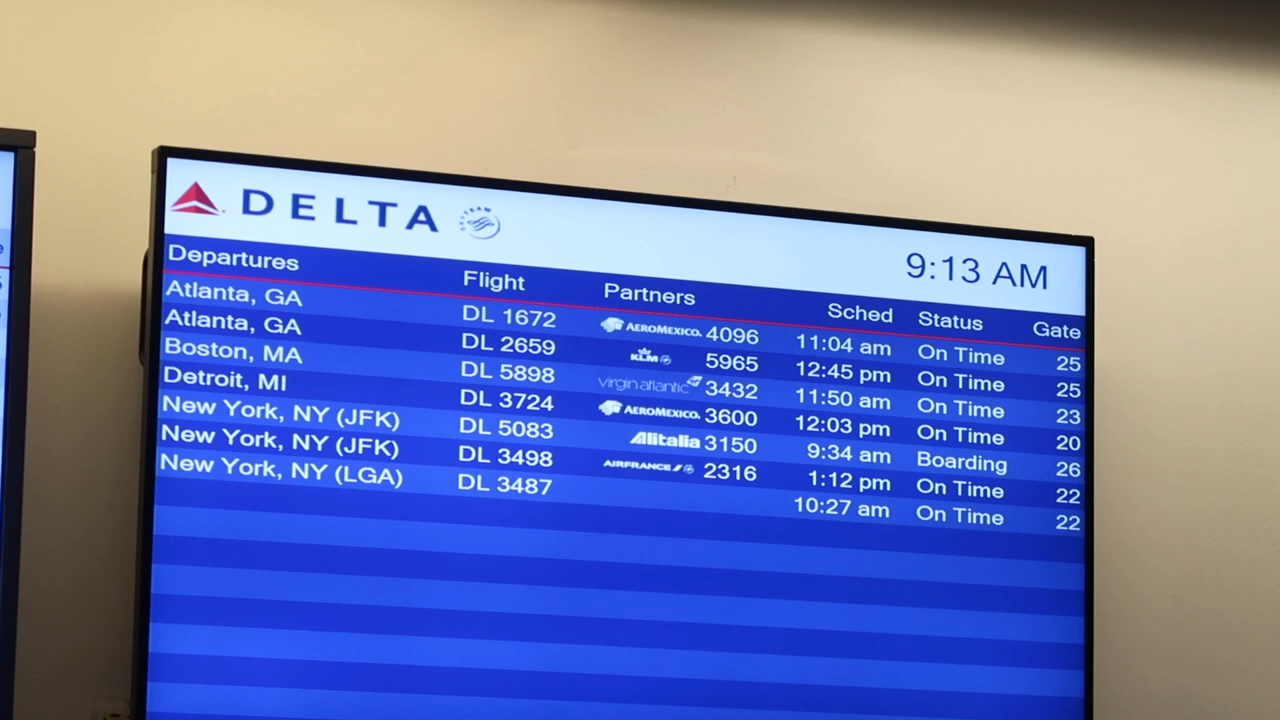 DELTA SKYTEAM
9:13 AM
Departures Flight Partners Sched Status Gate
Atlanta, GA DL 1672 AEROMEXICO. 4096 11:04 am On Time 25
Atlanta, GA DL 2659 KLM 5965 12:45 pm On Time 25
Boston, MA DL 5898 virgin atlantic 3432 11:50 am On Time 23
Detroit, MI DL 3724 AEROMEXICO. 3600 12:03 pm On Time 20
New York, NY (JFK) DL 5083 Alitalia 3150 9:34 am Boarding 26
New York, NY (JFK) DL 3498 AIRFRANCE 2316 1:12 pm On Time 22
New York, NY (LGA) DL 3487 10:27 am On Time 22